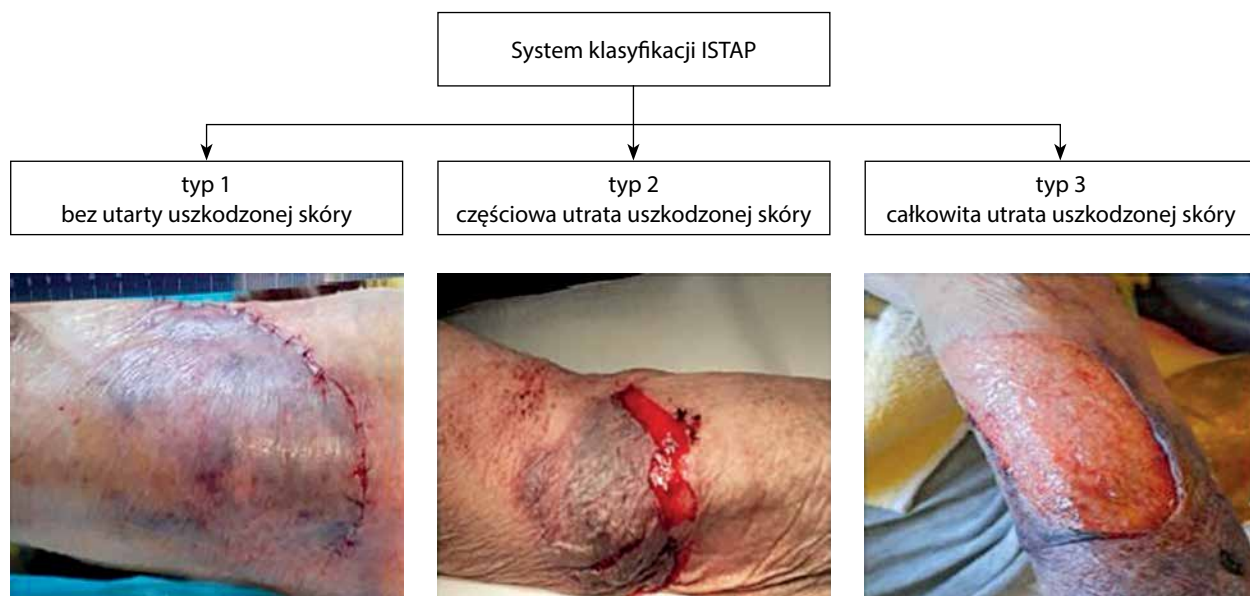 System klasyfikacji ISTAP
typ 1
bez utarty uszkodzonej skóry
typ 2
częściowa utrata uszkodzonej skóry
typ 3
całkowita utrata uszkodzonej skóry